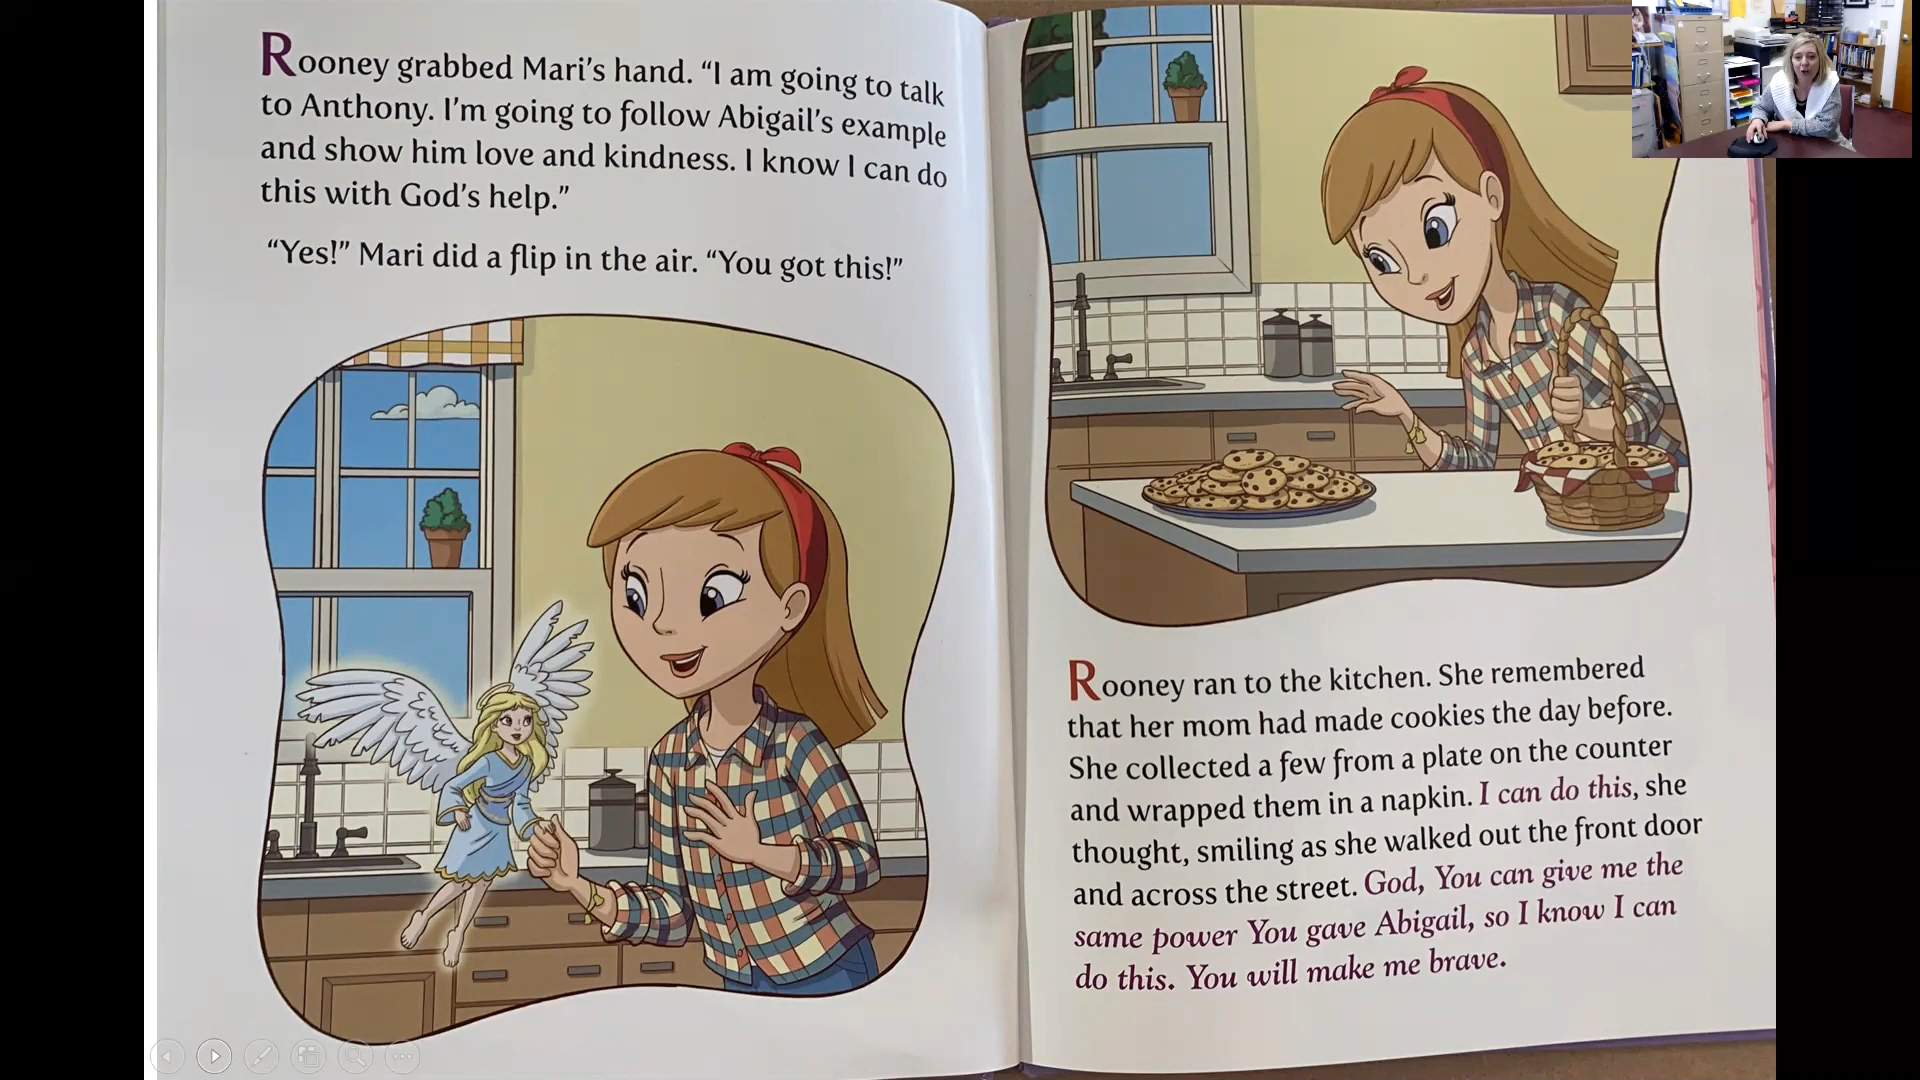 Rooney grabbed Mari’s hand. “I am going to talk
to Anthony. I’m going to follow Abigail’s example
and show him love and kindness. I know I can do
this with God’s help.”
“Yes!” Mari did a flip in the air. “You got this!”
Rooney ran to the kitchen. She remembered
that her mom had made cookies the day before.
She collected a few from a plate on the counter
and wrapped them in a napkin. I can do this, she
thought, smiling as she walked out the front door
and across the street. God, You can give me the
same power You gave Abigail, so I know I can
do this. You will make me brave.